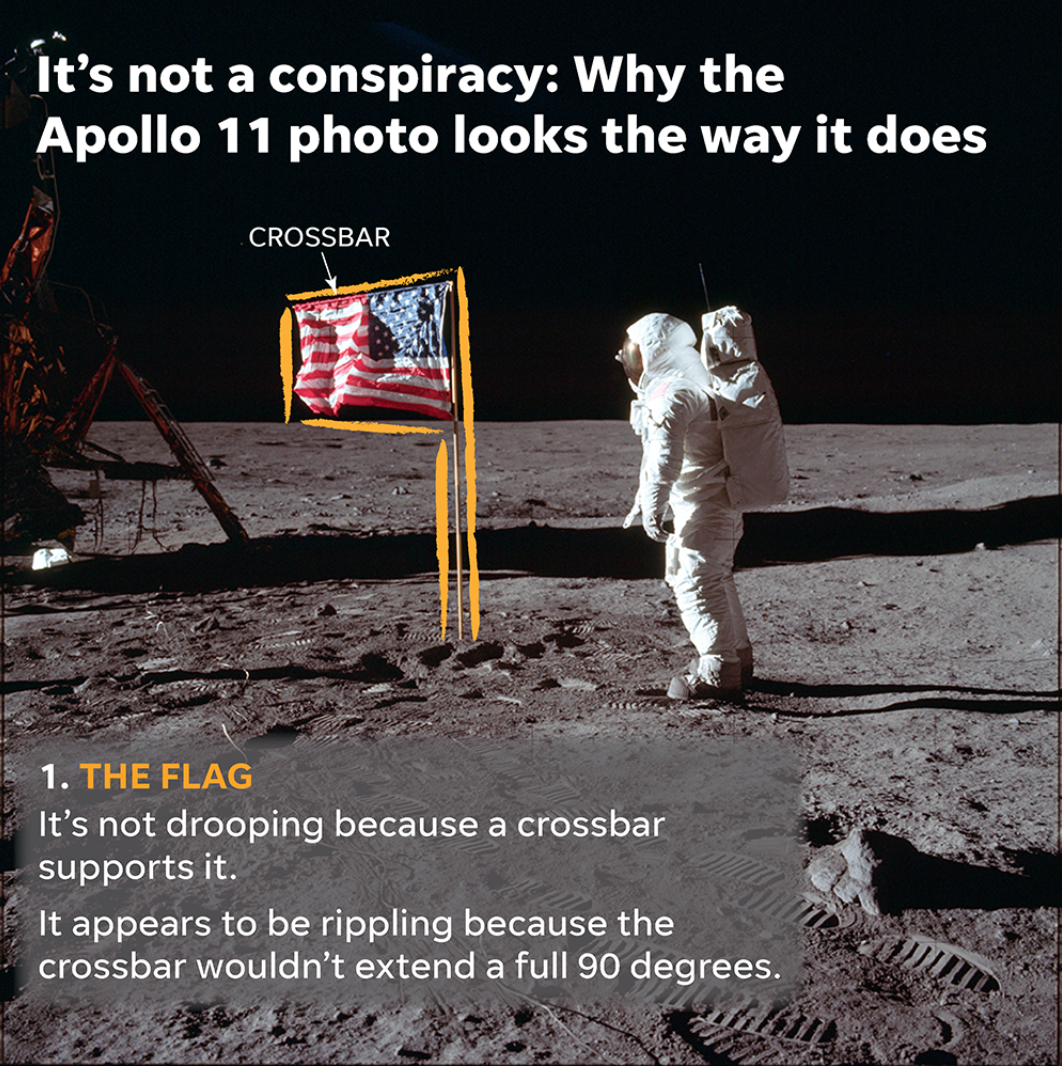 It’s not a conspiracy: Why the
Apollo 11 photo looks the way it does
CROSSBAR
1. THE FLAG
It’s not drooping because a crossbar
supports it.
It appears to be rippling because the
crossbar wouldn’t extend a full 90 degrees.